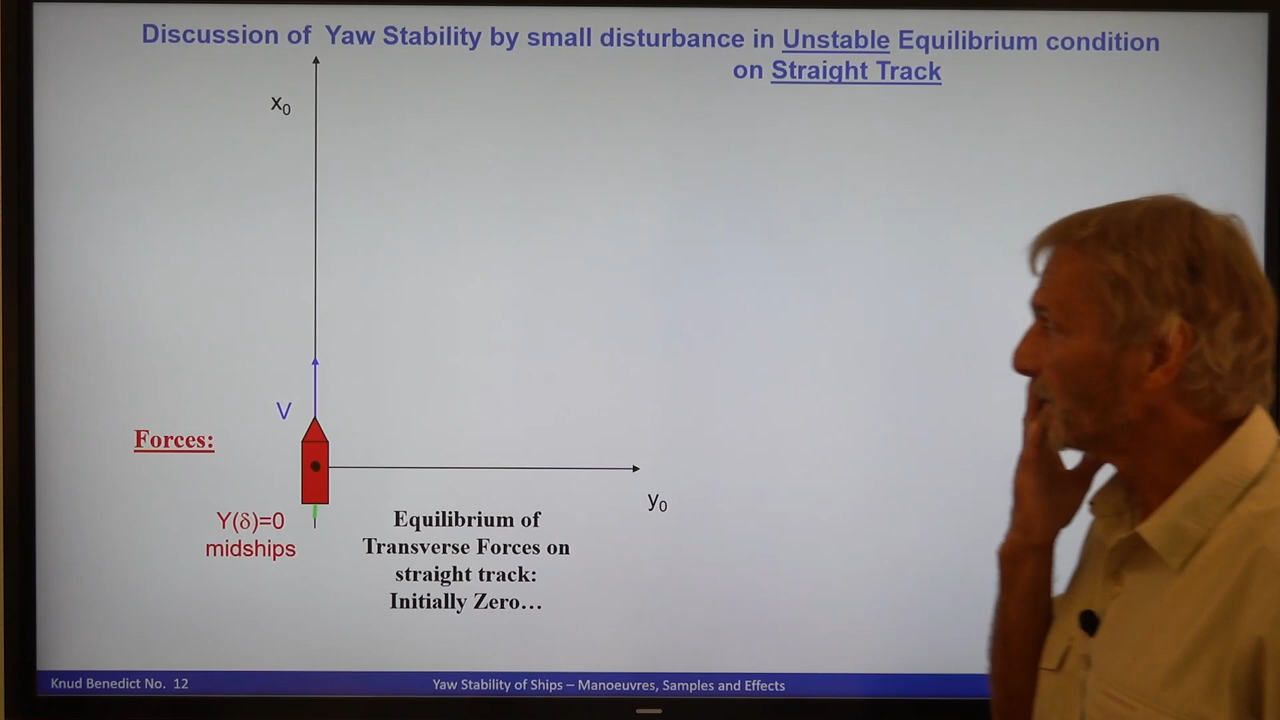 Discussion of Yaw Stability by small disturbance in Unstable Equilibrium condition
on Straight Track
x₀
V
Forces:
y₀
Y(δ)=0
midships
Equilibrium of
Transverse Forces on
straight track:
Initially Zero…
Knud Benedict No. 12
Yaw Stability of Ships – Manoeuvres, Samples and Effects